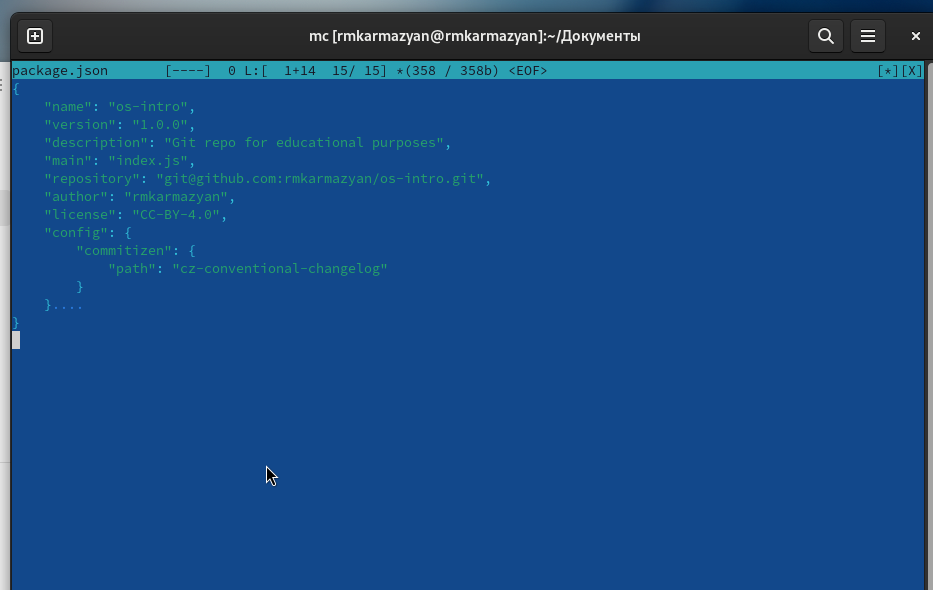 mc [rmkarmazyan@rmkarmazyan]:~/Документы
package.json       [----]  0 L:[  1+14  15/ 15] *(358 / 358b) <EOF>                                         [*][X]
{
    "name": "os-intro",
    "version": "1.0.0",
    "description": "Git repo for educational purposes",
    "main": "index.js",
    "repository": "git@github.com:rmkarmazyan/os-intro.git",
    "author": "rmkarmazyan",
    "license": "CC-BY-4.0",
    "config": {
        "commitizen": {
            "path": "cz-conventional-changelog"
        }
    }....
}